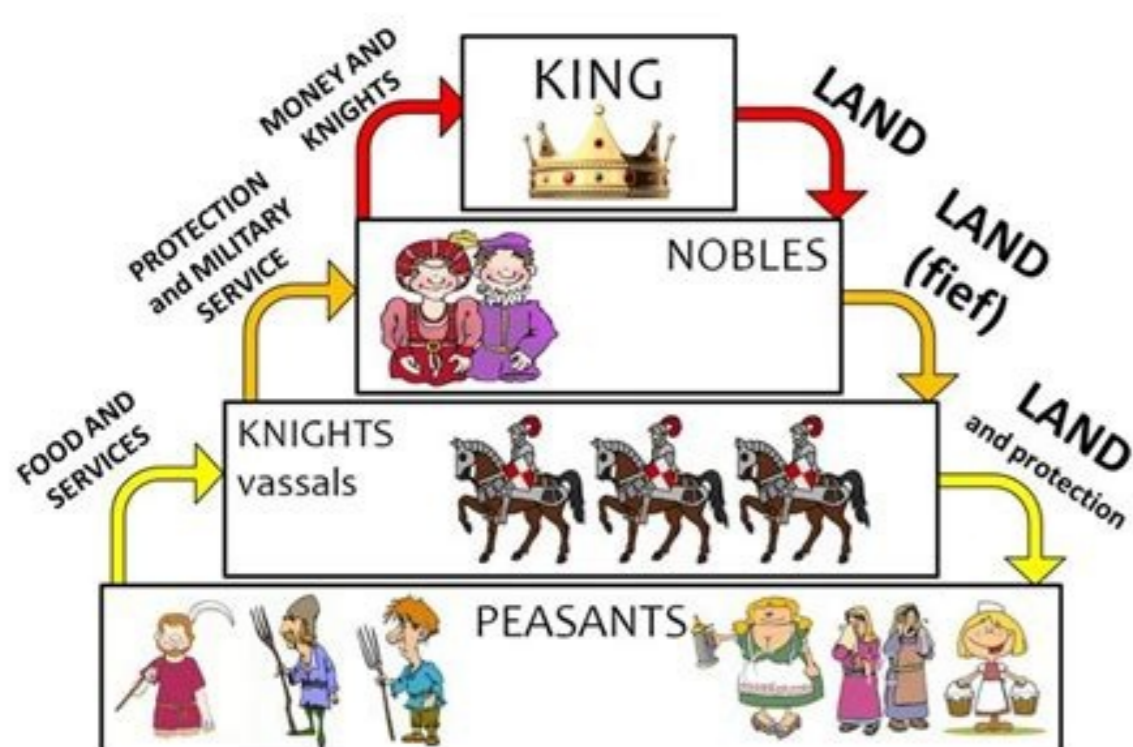 MONEY AND
KNIGHTS
KING
LAND
PROTECTION
and MILITARY
SERVICE
NOBLES
LAND
(fief)
FOOD AND
SERVICES
KNIGHTS
vassals
LAND
and protection
PEASANTS